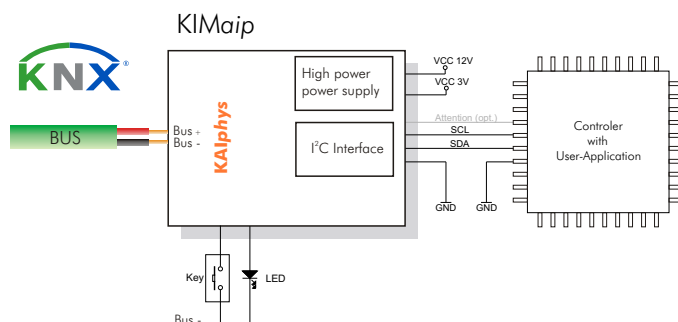 KIMaip
KNX®
BUS
Bus +
Bus -
KAIphys
High power
power supply
I²C Interface
VCC 12V
VCC 3V
Attention (opt.)
SCL
SDA
GND
GND
Controler
with
User-Application
Key
LED
Bus -